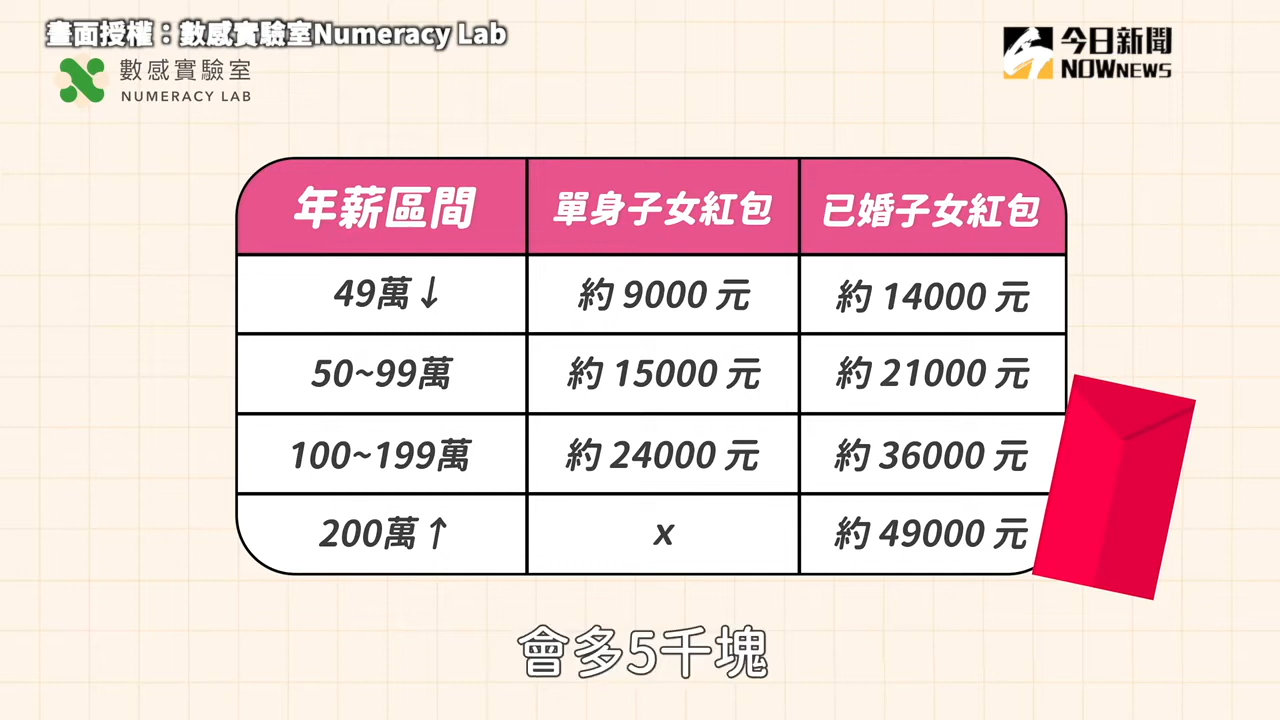 畫面授權：數感實驗室Numeracy Lab
數感實驗室
NUMERACY LAB
今日新聞
NOWNEWS
年薪區間 單身子女紅包 已婚子女紅包
49萬↓ 約 9000 元 約 14000 元
50~99萬 約 15000 元 約 21000 元
100~199萬 約 24000 元 約 36000 元
200萬↑ x 約 49000 元
會多5千塊